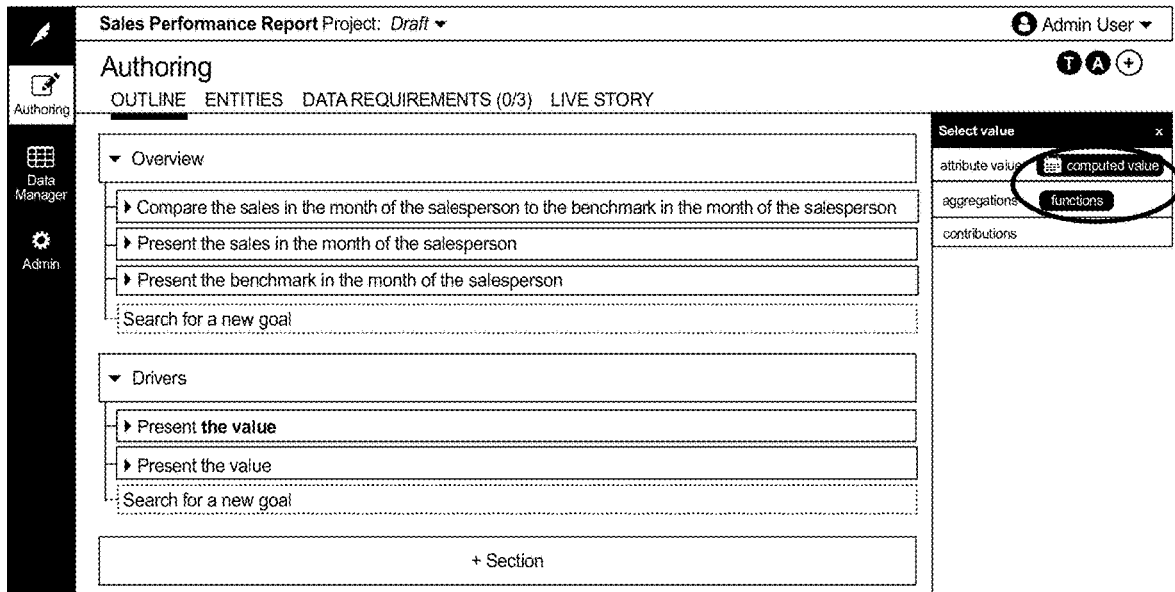 Sales Performance Report Project: Draft
Admin User
Authoring
T A +
Authoring
OUTLINE ENTITIES DATA REQUIREMENTS (0/3) LIVE STORY
Select value x
Overview
attribute value computed value
Data
Manager
Compare the sales in the month of the salesperson to the benchmark in the month of the salesperson
aggregations functions
Present the sales in the month of the salesperson
contributions
Admin
Present the benchmark in the month of the salesperson
Search for a new goal
Drivers
Present the value
Present the value
Search for a new goal
+ Section